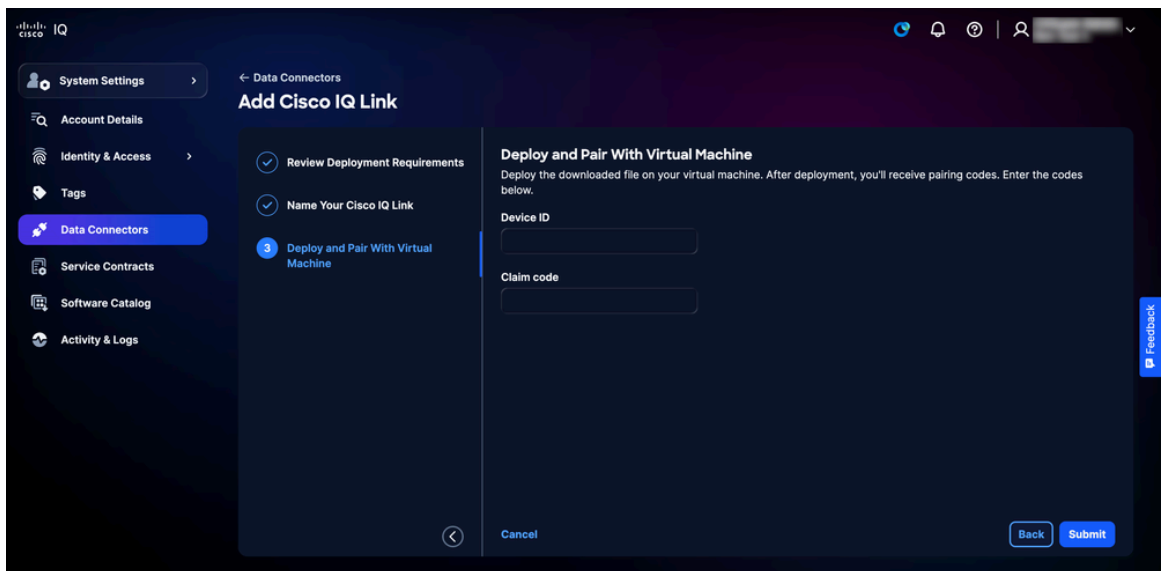 cisco IQ
System Settings
Account Details
Identity & Access
Tags
Data Connectors
Service Contracts
Software Catalog
Activity & Logs
← Data Connectors
Add Cisco IQ Link
Review Deployment Requirements
Name Your Cisco IQ Link
3 Deploy and Pair With Virtual
Machine
Deploy and Pair With Virtual Machine
Deploy the downloaded file on your virtual machine. After deployment, you'll receive pairing codes. Enter the codes
below.
Device ID
Claim code
Cancel
Back
Submit
Feedback